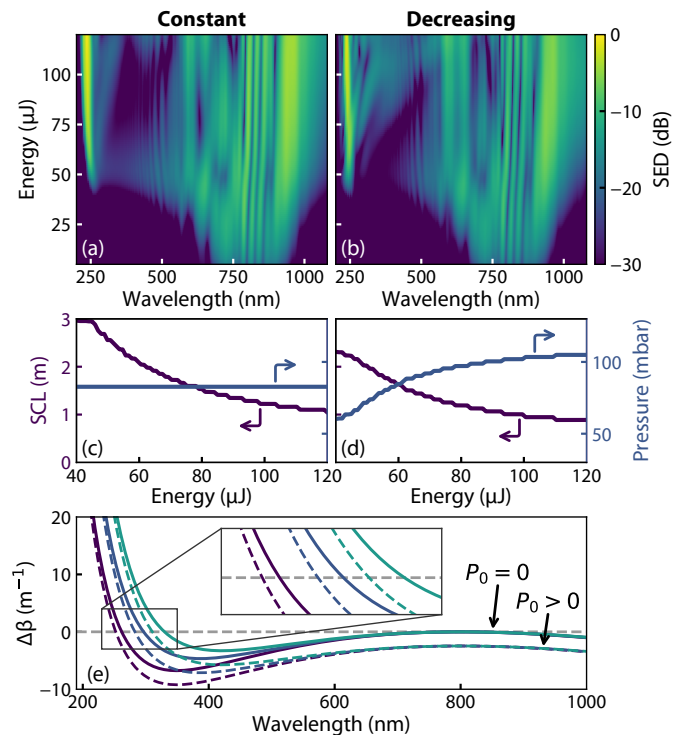 Constant Decreasing
100
75
50
25
Energy (μJ)
(a)
(b)
250 500 750 1000
250 500 750 1000
Wavelength (nm) Wavelength (nm)
0
−10
−20
−30
SED (dB)
3
2
1
0
SCL (m)
(c)
(d)
40 60 80 100 120
60 80 100 120
Energy (μJ) Energy (μJ)
100
50
Pressure (mbar)
20
10
0
−10
Δβ (m⁻¹)
P₀ = 0
P₀ > 0
(e)
200 400 600 800 1000
Wavelength (nm)